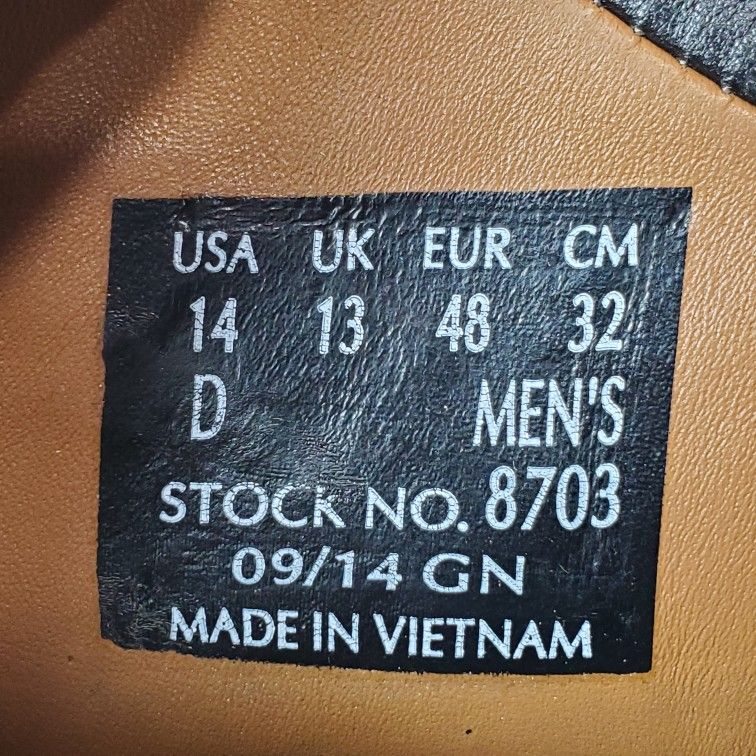 USA UK EUR CM
14 13 48 32
D MEN'S
STOCK NO. 8703
09/14 GN
MADE IN VIETNAM